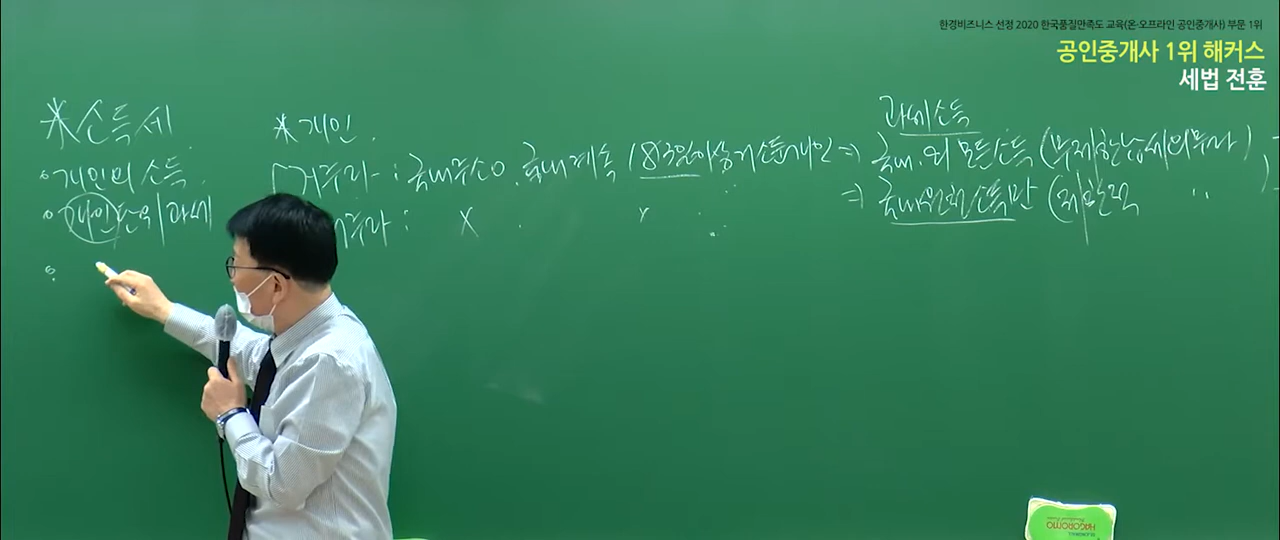 한경비즈니스 선정 2020 한국품질만족도 교육(온·오프라인 공인중개사) 부문 1위
공인중개사 1위 해커스
세법 전훈
*소득세
*개인
과세소득
개인의 소득
거주자 : 국내주소O, 국내 계속 183일이상 거소 둔 개인 ⇒ 국내.외 모든 소득 (무제한납세의무자)
개인단위과세
주자 : X
⇒ 국내원천소득만 (제한적 〃
HAGOROMO